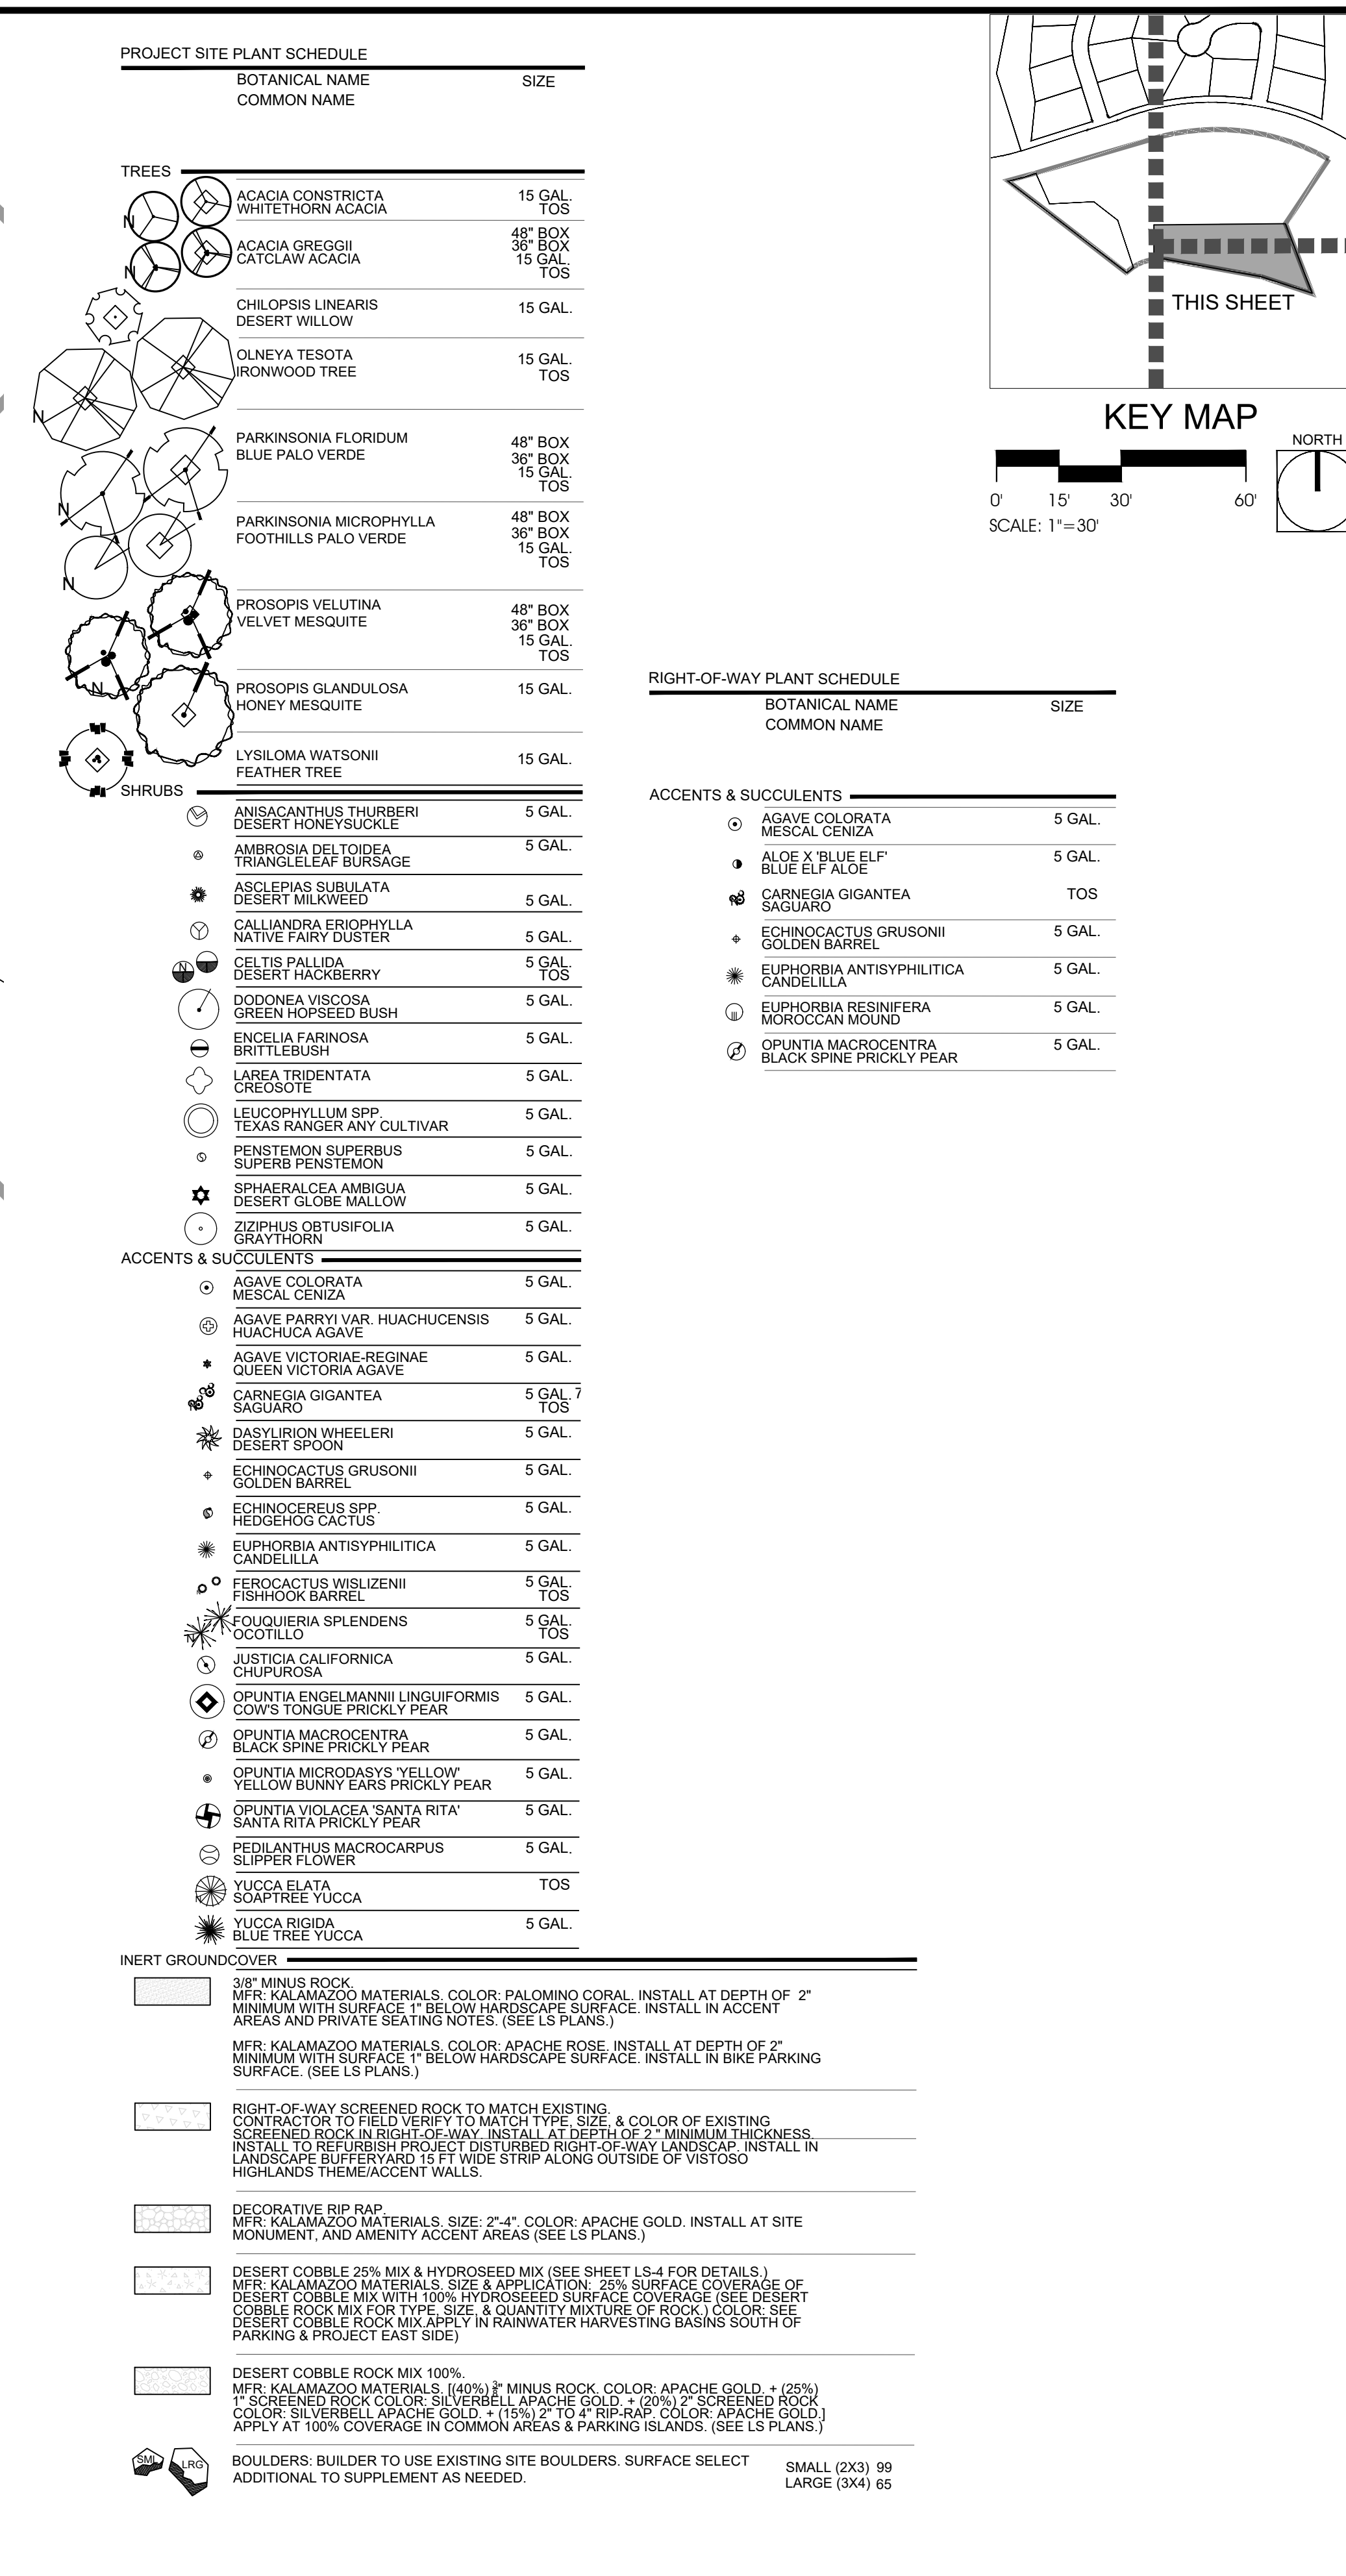 PROJECT SITE PLANT SCHEDULE
BOTANICAL NAME SIZE
COMMON NAME
TREES
ACACIA CONSTRICTA 15 GAL.
WHITETHORN ACACIA TOS
N
48" BOX
ACACIA GREGGII 36" BOX
CATCLAW ACACIA 15 GAL.
N TOS
CHILOPSIS LINEARIS 15 GAL.
DESERT WILLOW
OLNEYA TESOTA 15 GAL.
IRONWOOD TREE TOS
N
PARKINSONIA FLORIDUM 48" BOX
BLUE PALO VERDE 36" BOX
15 GAL.
TOS
N
PARKINSONIA MICROPHYLLA 48" BOX
FOOTHILLS PALO VERDE 36" BOX
15 GAL.
TOS
N
PROSOPIS VELUTINA 48" BOX
VELVET MESQUITE 36" BOX
15 GAL.
TOS
N
PROSOPIS GLANDULOSA 15 GAL.
HONEY MESQUITE
LYSILOMA WATSONII 15 GAL.
FEATHER TREE
SHRUBS
ANISACANTHUS THURBERI 5 GAL.
DESERT HONEYSUCKLE
AMBROSIA DELTOIDEA 5 GAL.
TRIANGLELEAF BURSAGE
ASCLEPIAS SUBULATA
DESERT MILKWEED 5 GAL.
CALLIANDRA ERIOPHYLLA
NATIVE FAIRY DUSTER 5 GAL.
N
CELTIS PALLIDA 5 GAL.
DESERT HACKBERRY TOS
DODONEA VISCOSA 5 GAL.
GREEN HOPSEED BUSH
ENCELIA FARINOSA 5 GAL.
BRITTLEBUSH
LAREA TRIDENTATA 5 GAL.
CREOSOTE
LEUCOPHYLLUM SPP. 5 GAL.
TEXAS RANGER ANY CULTIVAR
PENSTEMON SUPERBUS 5 GAL.
SUPERB PENSTEMON
SPHAERALCEA AMBIGUA 5 GAL.
DESERT GLOBE MALLOW
ZIZIPHUS OBTUSIFOLIA 5 GAL.
GRAYTHORN
ACCENTS & SUCCULENTS
AGAVE COLORATA 5 GAL.
MESCAL CENIZA
AGAVE PARRYI VAR. HUACHUCENSIS 5 GAL.
HUACHUCA AGAVE
AGAVE VICTORIAE-REGINAE 5 GAL.
QUEEN VICTORIA AGAVE
CARNEGIA GIGANTEA 5 GAL. 7
SAGUARO TOS
DASYLIRION WHEELERI 5 GAL.
DESERT SPOON
ECHINOCACTUS GRUSONII 5 GAL.
GOLDEN BARREL
ECHINOCEREUS SPP. 5 GAL.
HEDGEHOG CACTUS
EUPHORBIA ANTISYPHILITICA 5 GAL.
CANDELILLA
FEROCACTUS WISLIZENII 5 GAL.
FISHHOOK BARREL TOS
FOUQUIERIA SPLENDENS 5 GAL.
OCOTILLO TOS
N
JUSTICIA CALIFORNICA 5 GAL.
CHUPUROSA
OPUNTIA ENGELMANNII LINGUIFORMIS 5 GAL.
COW'S TONGUE PRICKLY PEAR
OPUNTIA MACROCENTRA 5 GAL.
BLACK SPINE PRICKLY PEAR
OPUNTIA MICRODASYS 'YELLOW' 5 GAL.
YELLOW BUNNY EARS PRICKLY PEAR
OPUNTIA VIOLACEA 'SANTA RITA' 5 GAL.
SANTA RITA PRICKLY PEAR
PEDILANTHUS MACROCARPUS 5 GAL.
SLIPPER FLOWER
YUCCA ELATA TOS
SOAPTREE YUCCA
YUCCA RIGIDA 5 GAL.
BLUE TREE YUCCA
INERT GROUNDCOVER
3/8" MINUS ROCK.
MFR: KALAMAZOO MATERIALS. COLOR: PALOMINO CORAL. INSTALL AT DEPTH OF 2"
MINIMUM WITH SURFACE 1" BELOW HARDSCAPE SURFACE. INSTALL IN ACCENT
AREAS AND PRIVATE SEATING NOTES. (SEE LS PLANS.)
MFR: KALAMAZOO MATERIALS. COLOR: APACHE ROSE. INSTALL AT DEPTH OF 2"
MINIMUM WITH SURFACE 1" BELOW HARDSCAPE SURFACE. INSTALL IN BIKE PARKING
SURFACE. (SEE LS PLANS.)
RIGHT-OF-WAY SCREENED ROCK TO MATCH EXISTING.
CONTRACTOR TO FIELD VERIFY TO MATCH TYPE, SIZE, & COLOR OF EXISTING
SCREENED ROCK IN RIGHT-OF-WAY. INSTALL AT DEPTH OF 2 " MINIMUM THICKNESS.
INSTALL TO REFURBISH PROJECT DISTURBED RIGHT-OF-WAY LANDSCAP. INSTALL IN
LANDSCAPE BUFFERYARD 15 FT WIDE STRIP ALONG OUTSIDE OF VISTOSO
HIGHLANDS THEME/ACCENT WALLS.
DECORATIVE RIP RAP.
MFR: KALAMAZOO MATERIALS. SIZE: 2"-4". COLOR: APACHE GOLD. INSTALL AT SITE
MONUMENT, AND AMENITY ACCENT AREAS (SEE LS PLANS.)
DESERT COBBLE 25% MIX & HYDROSEED MIX (SEE SHEET LS-4 FOR DETAILS.)
MFR: KALAMAZOO MATERIALS. SIZE & APPLICATION: 25% SURFACE COVERAGE OF
DESERT COBBLE MIX WITH 100% HYDROSEEED SURFACE COVERAGE (SEE DESERT
COBBLE ROCK MIX FOR TYPE, SIZE, & QUANTITY MIXTURE OF ROCK.) COLOR: SEE
DESERT COBBLE ROCK MIX.APPLY IN RAINWATER HARVESTING BASINS SOUTH OF
PARKING & PROJECT EAST SIDE)
DESERT COBBLE ROCK MIX 100%.
MFR: KALAMAZOO MATERIALS. [(40%) 3/8" MINUS ROCK. COLOR: APACHE GOLD. + (25%)
1" SCREENED ROCK COLOR: SILVERBELL APACHE GOLD. + (20%) 2" SCREENED ROCK
COLOR: SILVERBELL APACHE GOLD. + (15%) 2" TO 4" RIP-RAP. COLOR: APACHE GOLD.]
APPLY AT 100% COVERAGE IN COMMON AREAS & PARKING ISLANDS. (SEE LS PLANS.)
SML LRG
BOULDERS: BUILDER TO USE EXISTING SITE BOULDERS. SURFACE SELECT
ADDITIONAL TO SUPPLEMENT AS NEEDED.
SMALL (2X3) 99
LARGE (3X4) 65
THIS SHEET
KEY MAP
NORTH
0' 15' 30' 60'
SCALE: 1"=30'
RIGHT-OF-WAY PLANT SCHEDULE
BOTANICAL NAME SIZE
COMMON NAME
ACCENTS & SUCCULENTS
AGAVE COLORATA 5 GAL.
MESCAL CENIZA
ALOE X 'BLUE ELF' 5 GAL.
BLUE ELF ALOE
CARNEGIA GIGANTEA TOS
SAGUARO
ECHINOCACTUS GRUSONII 5 GAL.
GOLDEN BARREL
EUPHORBIA ANTISYPHILITICA 5 GAL.
CANDELILLA
EUPHORBIA RESINIFERA 5 GAL.
MOROCCAN MOUND
OPUNTIA MACROCENTRA 5 GAL.
BLACK SPINE PRICKLY PEAR